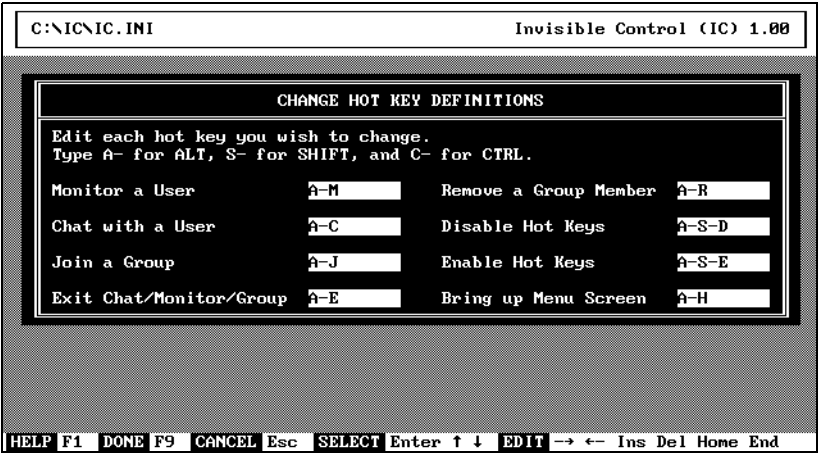 C:\IC\IC.INI Invisible Control (IC) 1.00
CHANGE HOT KEY DEFINITIONS
Edit each hot key you wish to change.
Type A- for ALT, S- for SHIFT, and C- for CTRL.
Monitor a User A-M Remove a Group Member A-R
Chat with a User A-C Disable Hot Keys A-S-D
Join a Group A-J Enable Hot Keys A-S-E
Exit Chat/Monitor/Group A-E Bring up Menu Screen A-H
HELP F1 DONE F9 CANCEL Esc SELECT Enter ↑ ↓ EDIT → ← Ins Del Home End